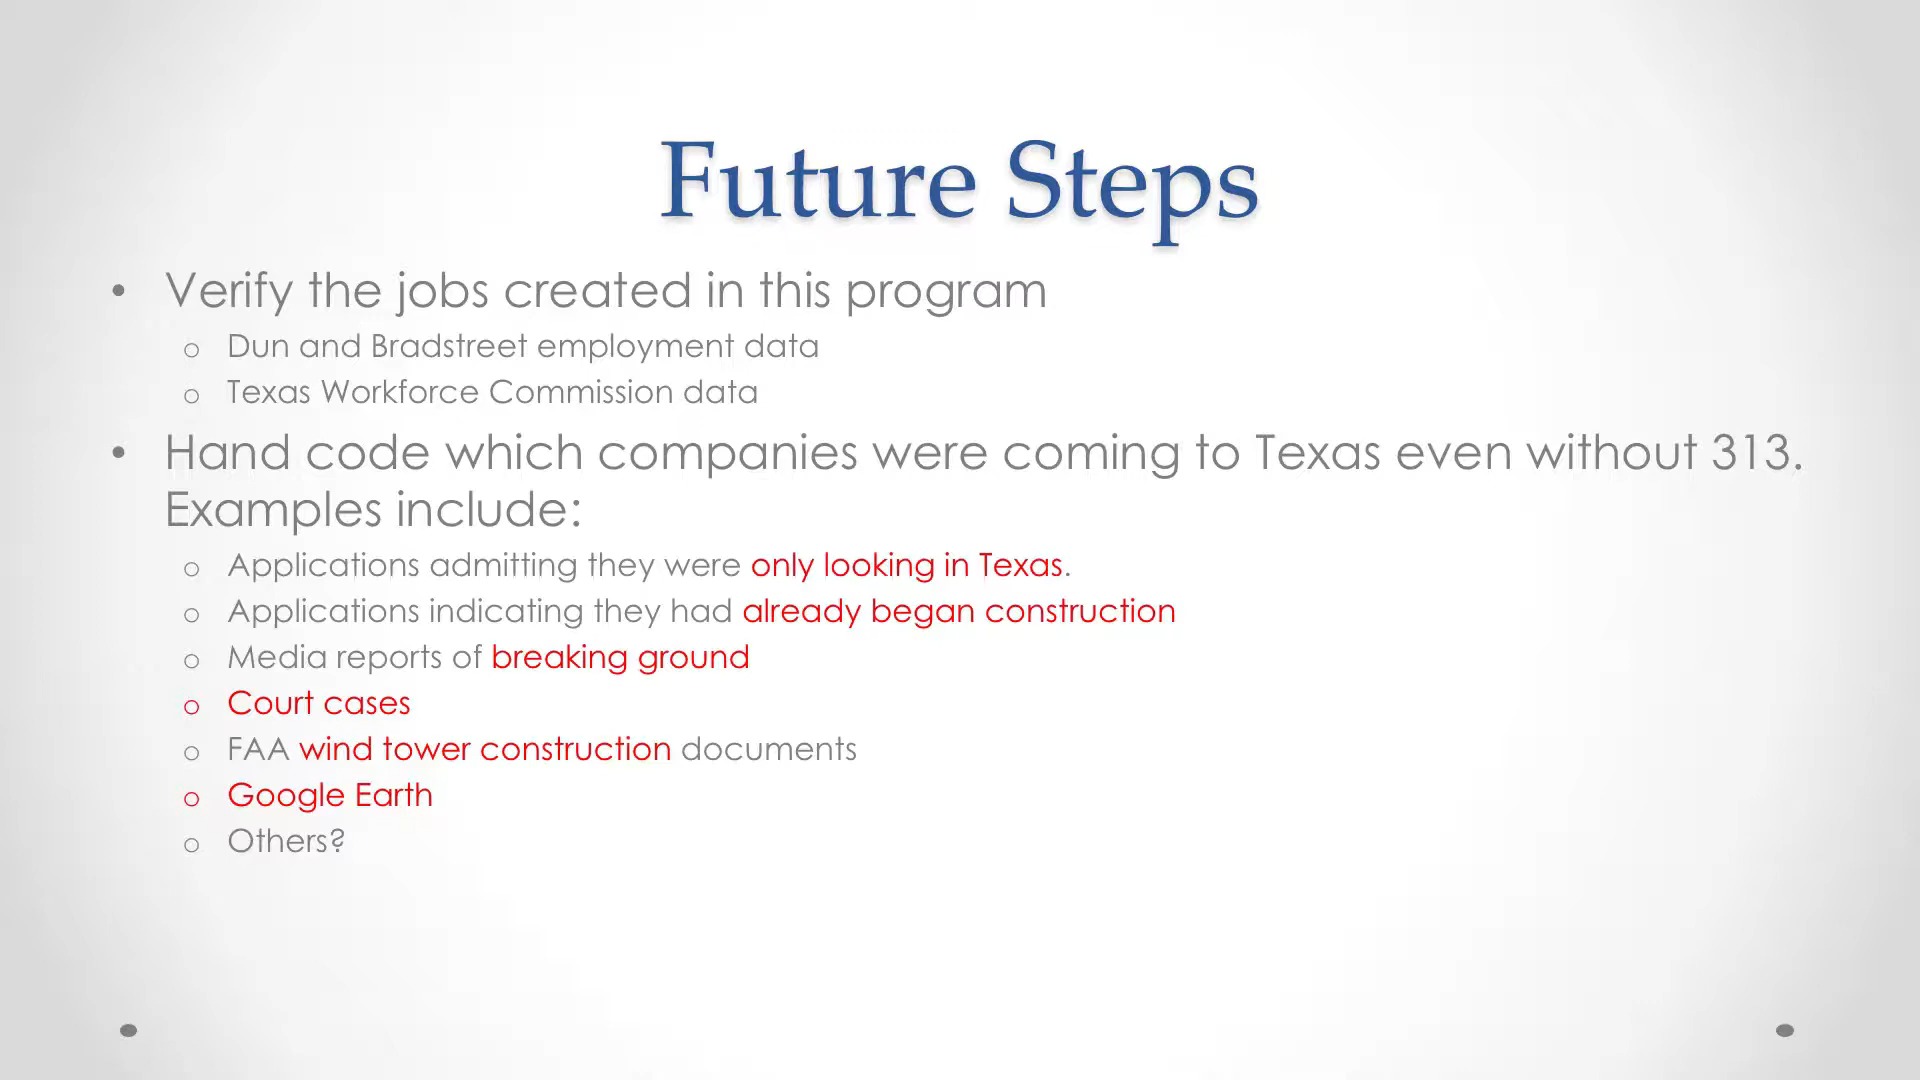 Future Steps
• Verify the jobs created in this program
o Dun and Bradstreet employment data
o Texas Workforce Commission data
• Hand code which companies were coming to Texas even without 313.
Examples include:
o Applications admitting they were only looking in Texas.
o Applications indicating they had already began construction
o Media reports of breaking ground
o Court cases
o FAA wind tower construction documents
o Google Earth
o Others?